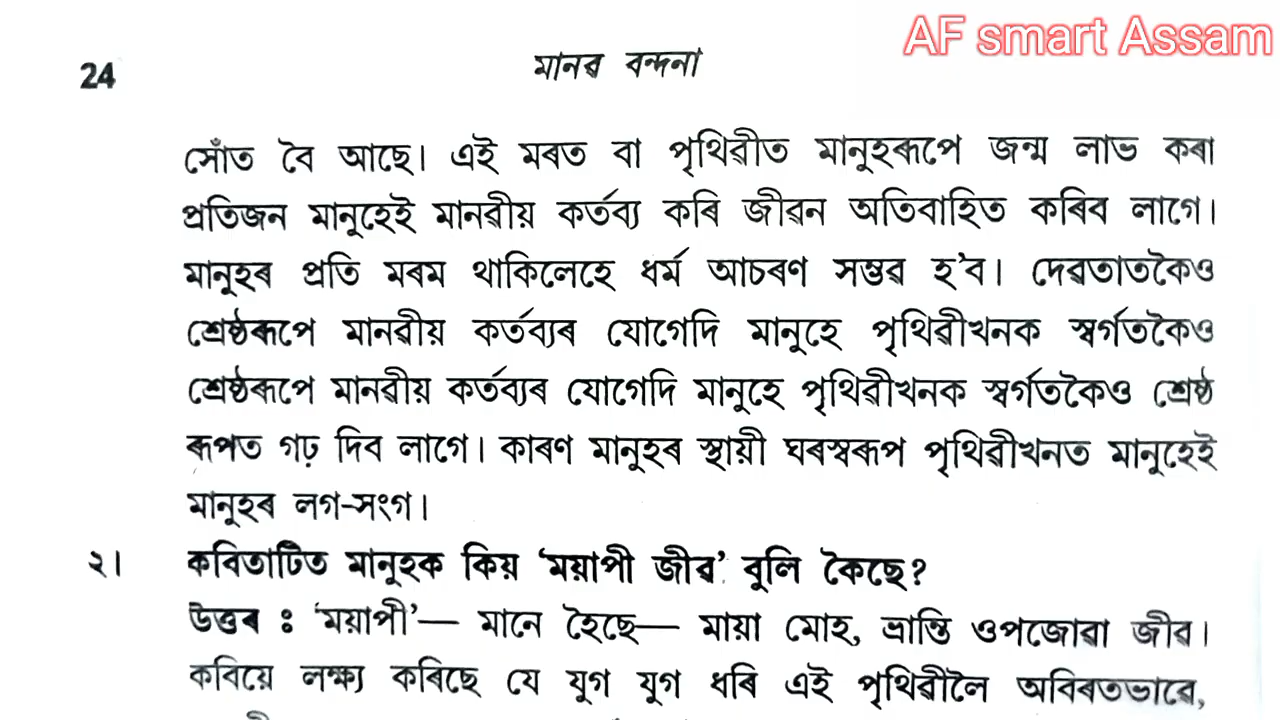 AF smart Assam
24 মানৱ বন্দনা
সোঁত বৈ আছে। এই মৰত বা পৃথিৱীত মানুহৰূপে জন্ম লাভ কৰা
প্ৰতিজন মানুহেই মানৱীয় কৰ্তব্য কৰি জীৱন অতিবাহিত কৰিব লাগে।
মানুহৰ প্ৰতি মৰম থাকিলেহে ধৰ্ম আচৰণ সম্ভৱ হ'ব। দেৱতাতকৈও
শ্ৰেষ্ঠৰূপে মানৱীয় কৰ্তব্যৰ যোগেদি মানুহে পৃথিৱীখনক স্বৰ্গতকৈও
শ্ৰেষ্ঠৰূপে মানৱীয় কৰ্তব্যৰ যোগেদি মানুহে পৃথিৱীখনক স্বৰ্গতকৈও শ্ৰেষ্ঠ
ৰূপত গঢ় দিব লাগে। কাৰণ মানুহৰ স্থায়ী ঘৰস্বৰূপ পৃথিৱীখনত মানুহেই
মানুহৰ লগ-সংগ।
২। কবিতাটিত মানুহক কিয় 'ময়াপী জীৱ' বুলি কৈছে?
উত্তৰ : 'ময়াপী'— মানে হৈছে— মায়া মোহ, ভ্ৰান্তি ওপজোৱা জীৱ।
কবিয়ে লক্ষ্য কৰিছে যে যুগ যুগ ধৰি এই পৃথিৱীলৈ অবিৰতভাৱে,